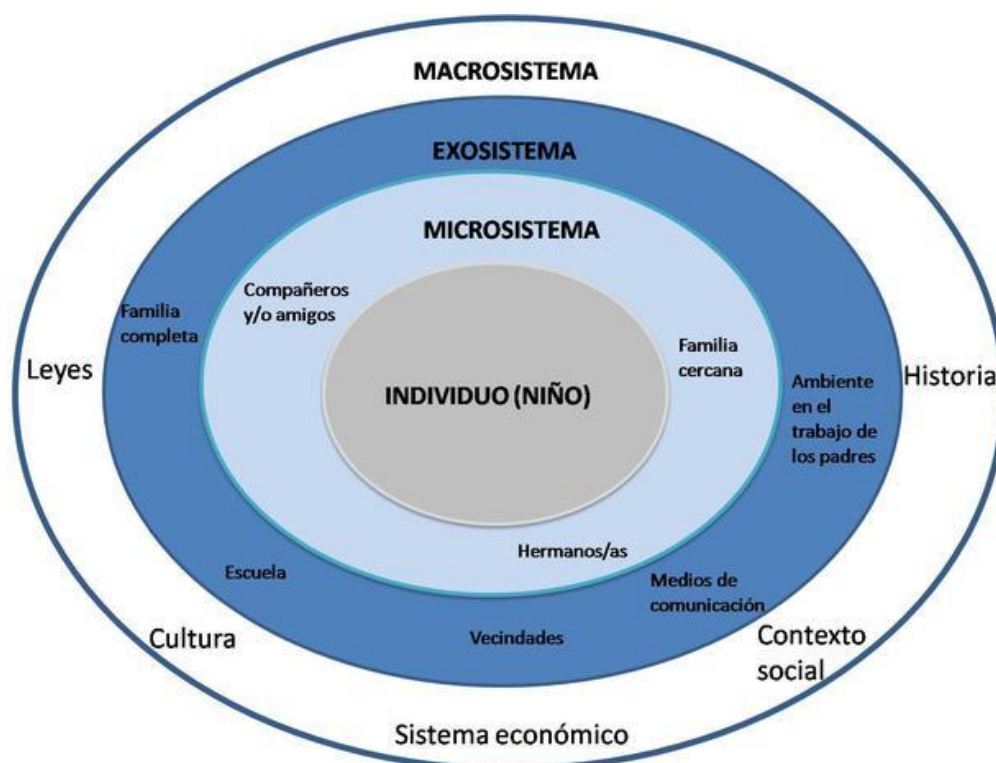 MACROSISTEMA
EXOSISTEMA
MICROSISTEMA
Compañeros
y/o amigos
Familia
completa
Familia
cercana
Leyes
INDIVIDUO (NIÑO)
Ambiente
en el
trabajo de
los padres
Historia
Hermanos/as
Escuela
Medios de
comunicación
Cultura
Vecindades
Contexto
social
Sistema económico